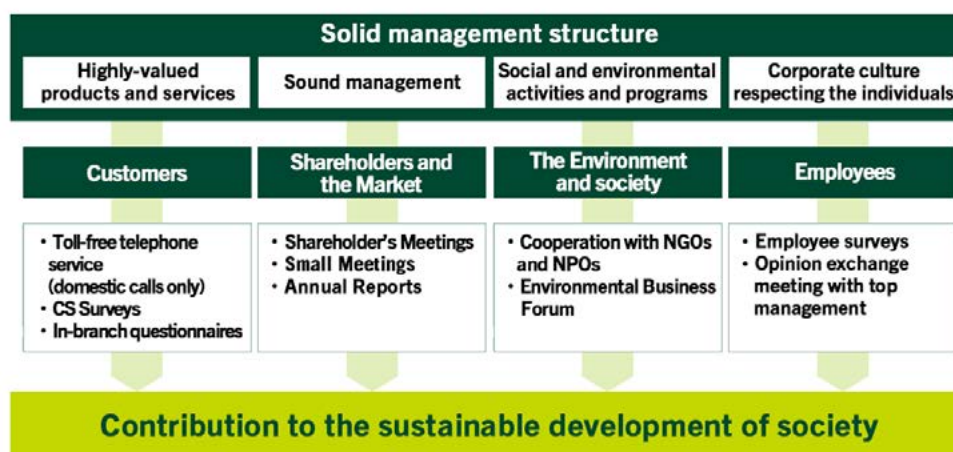 Solid management structure
Highly-valued
products and services
Sound management
Social and environmental
activities and programs
Corporate culture
respecting the individuals
Customers
Shareholders and
the Market
The Environment
and society
Employees
• Toll-free telephone
service
(domestic calls only)
• CS Surveys
• In-branch questionnaires
• Shareholder's Meetings
• Small Meetings
• Annual Reports
• Cooperation with NGOs
and NPOs
• Environmental Business
Forum
• Employee surveys
• Opinion exchange
meeting with top
management
Contribution to the sustainable development of society